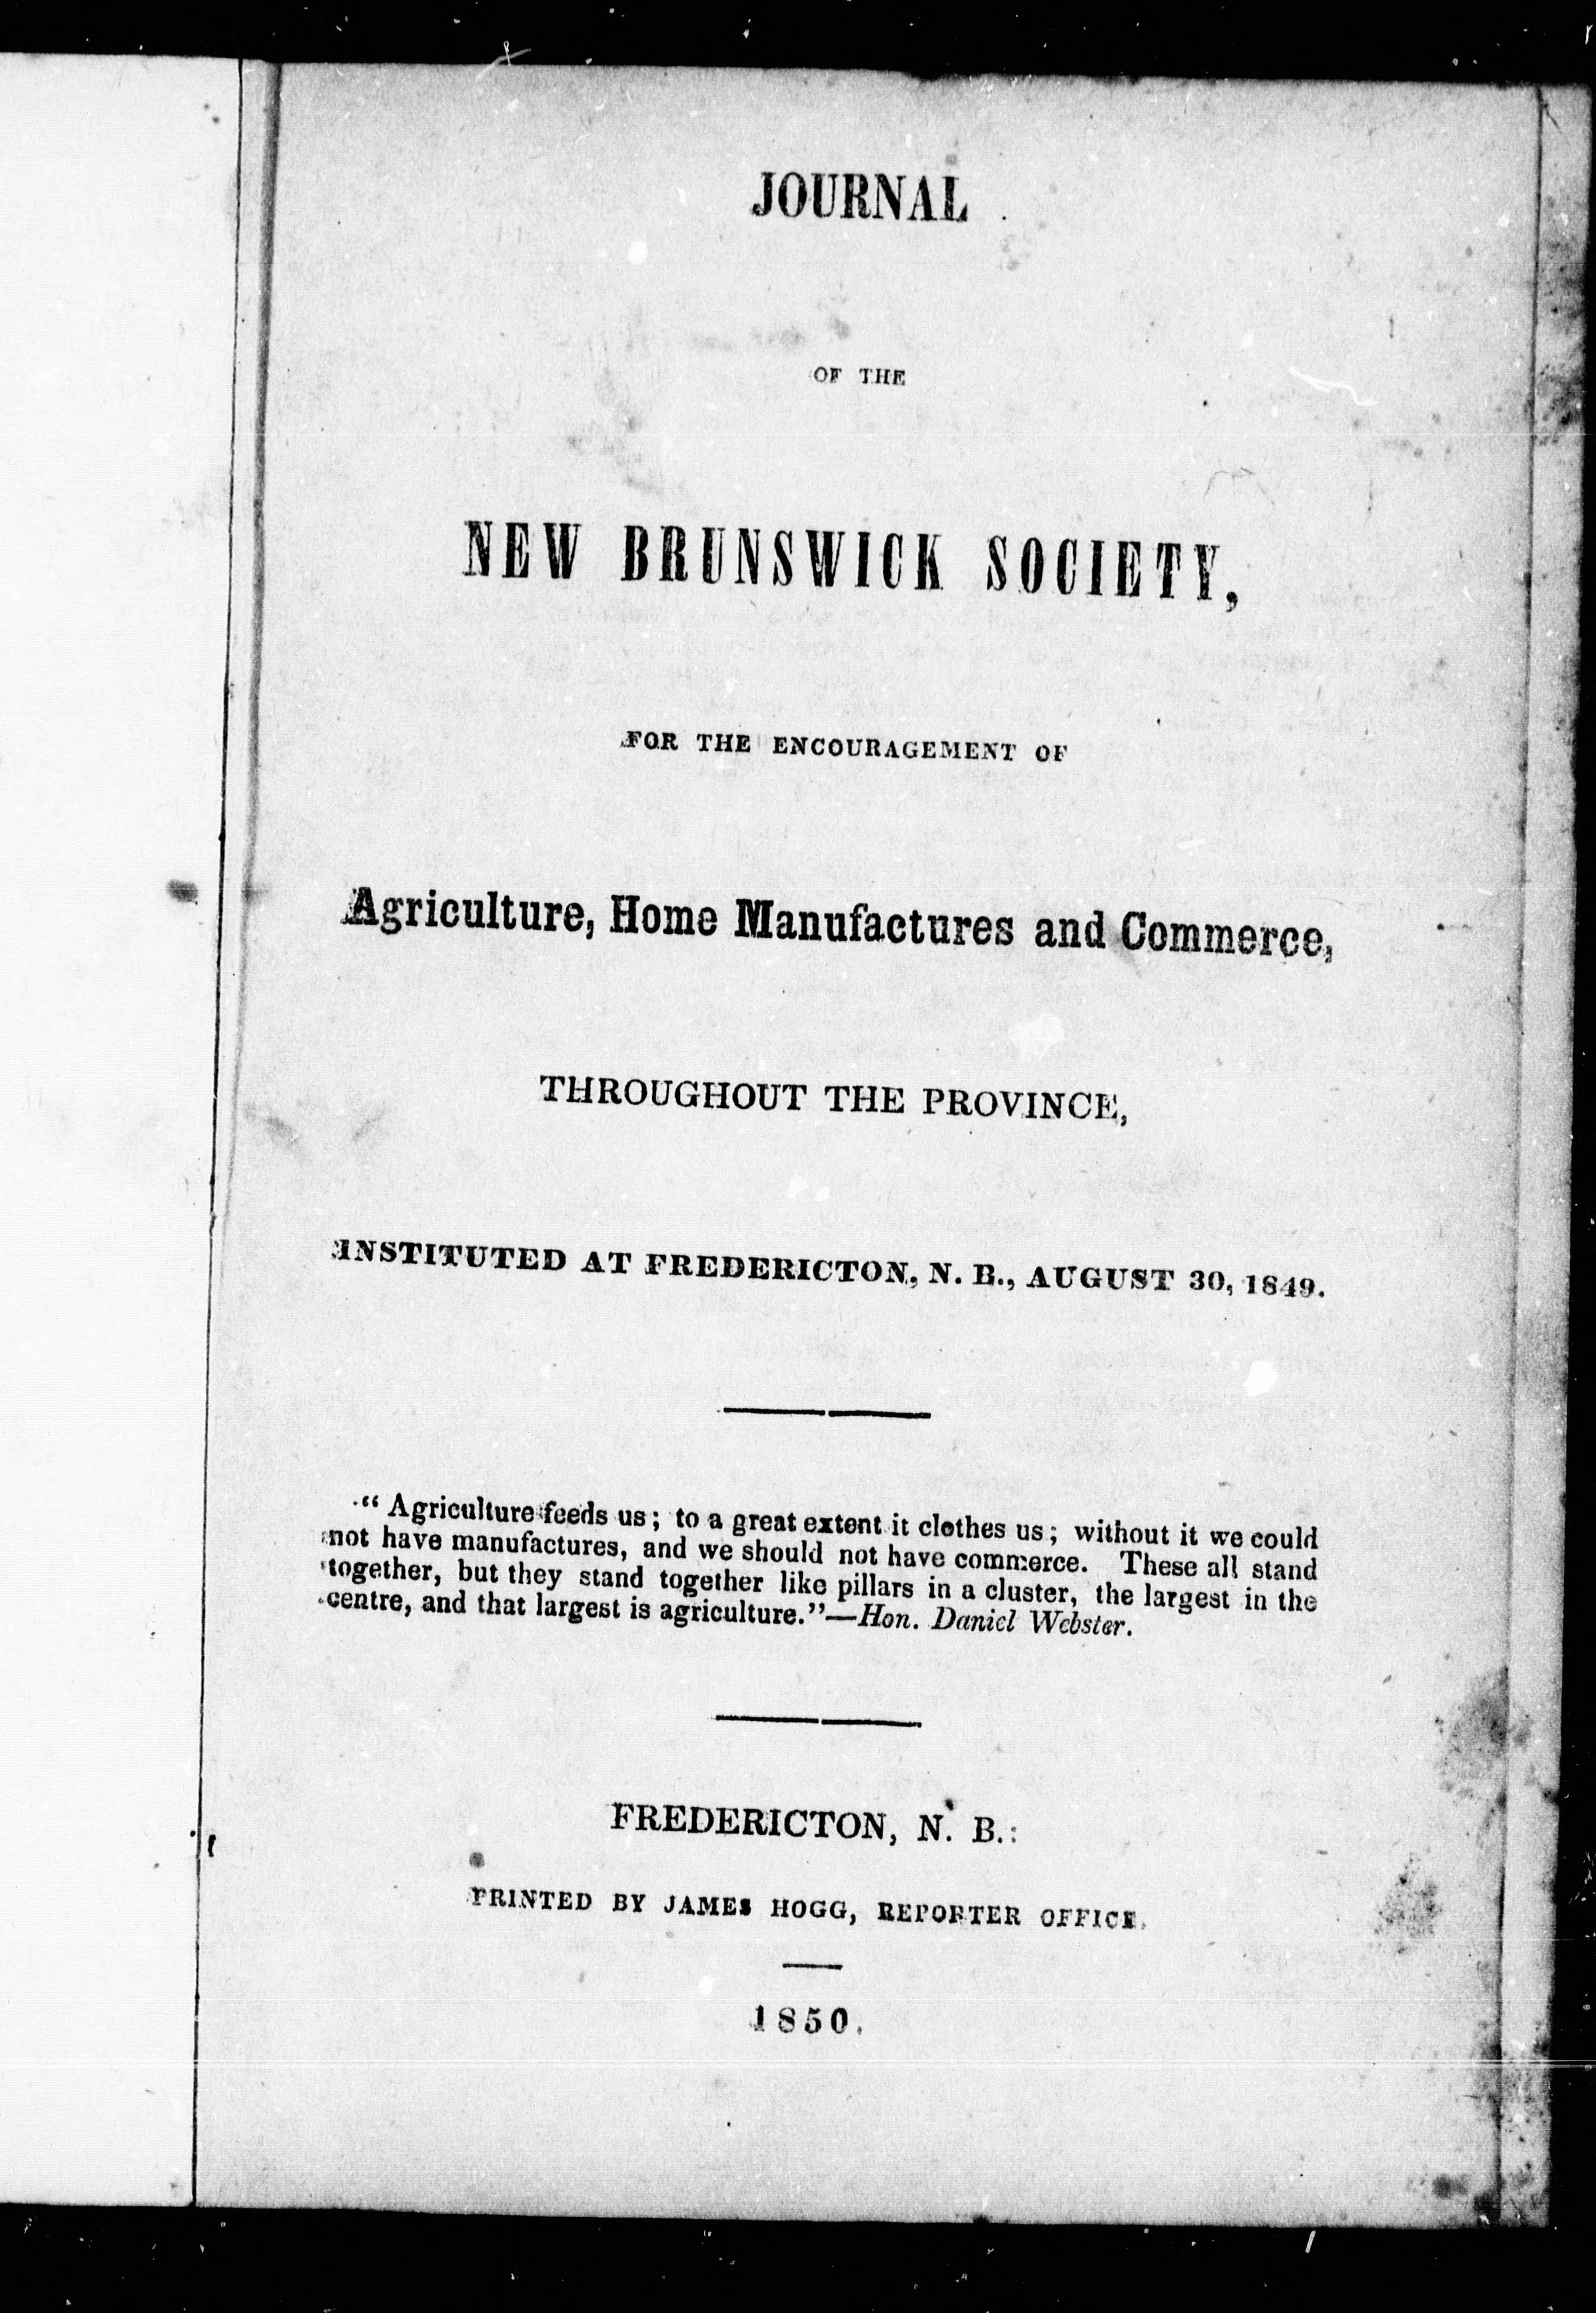 JOURNAL
OF THE
NEW BRUNSWICK SOCIETY,
FOR THE ENCOURAGEMENT OF
Agriculture, Home Manufactures and Commerce,
THROUGHOUT THE PROVINCE,
INSTITUTED AT FREDERICTON, N. B., AUGUST 30, 1849.
" Agriculture feeds us; to a great extent it clothes us; without it we could
not have manufactures, and we should not have commerce. These all stand
together, but they stand together like pillars in a cluster, the largest in the
centre, and that largest is agriculture."—Hon. Daniel Webster.
FREDERICTON, N. B.:
PRINTED BY JAMES HOGG, REPORTER OFFICE.
1850.